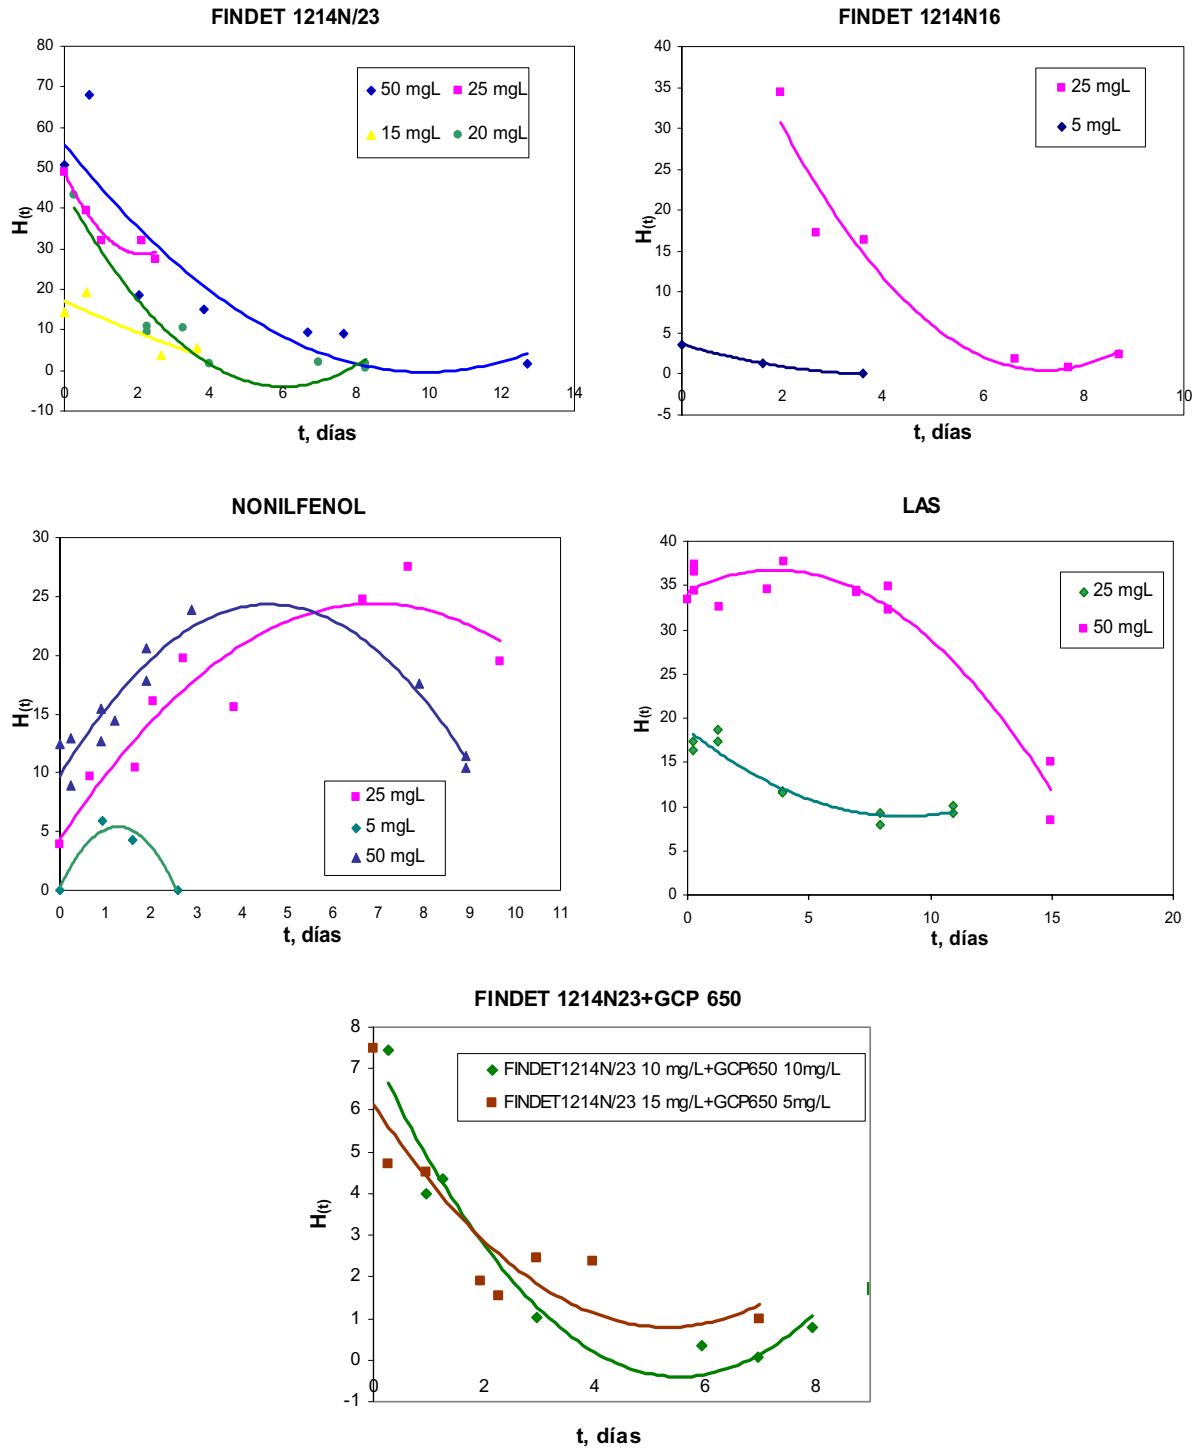 FINDET 1214N/23
80
70
60
50
40
30
20
10
0
-10
H(t)
50 mgL 25 mgL
15 mgL 20 mgL
0 2 4 6 8 10 12 14
t, días
FINDET 1214N16
40
35
30
25
20
15
10
5
0
-5
H(t)
25 mgL
5 mgL
0 2 4 6 8 10
t, días
NONILFENOL
30
25
20
15
10
5
0
H(t)
25 mgL
5 mgL
50 mgL
0 1 2 3 4 5 6 7 8 9 10 11
t, días
LAS
40
35
30
25
20
15
10
5
0
H(t)
25 mgL
50 mgL
0 5 10 15 20
t, días
FINDET 1214N23+GCP 650
8
7
6
5
4
3
2
1
0
-1
H(t)
FINDET1214N/23 10 mg/L+GCP650 10mg/L
FINDET1214N/23 15 mg/L+GCP650 5mg/L
0 2 4 6 8
t, días